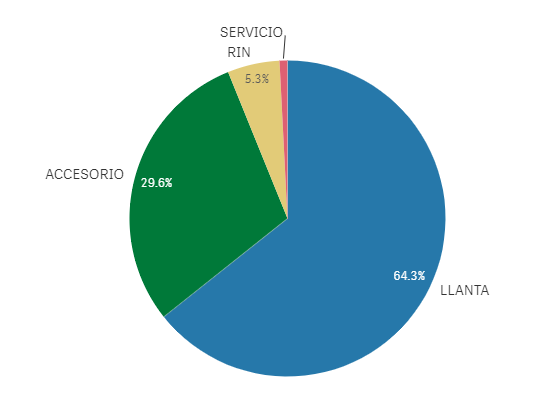 SERVICIO
RIN
5.3%
ACCESORIO
29.6%
64.3%
LLANTA